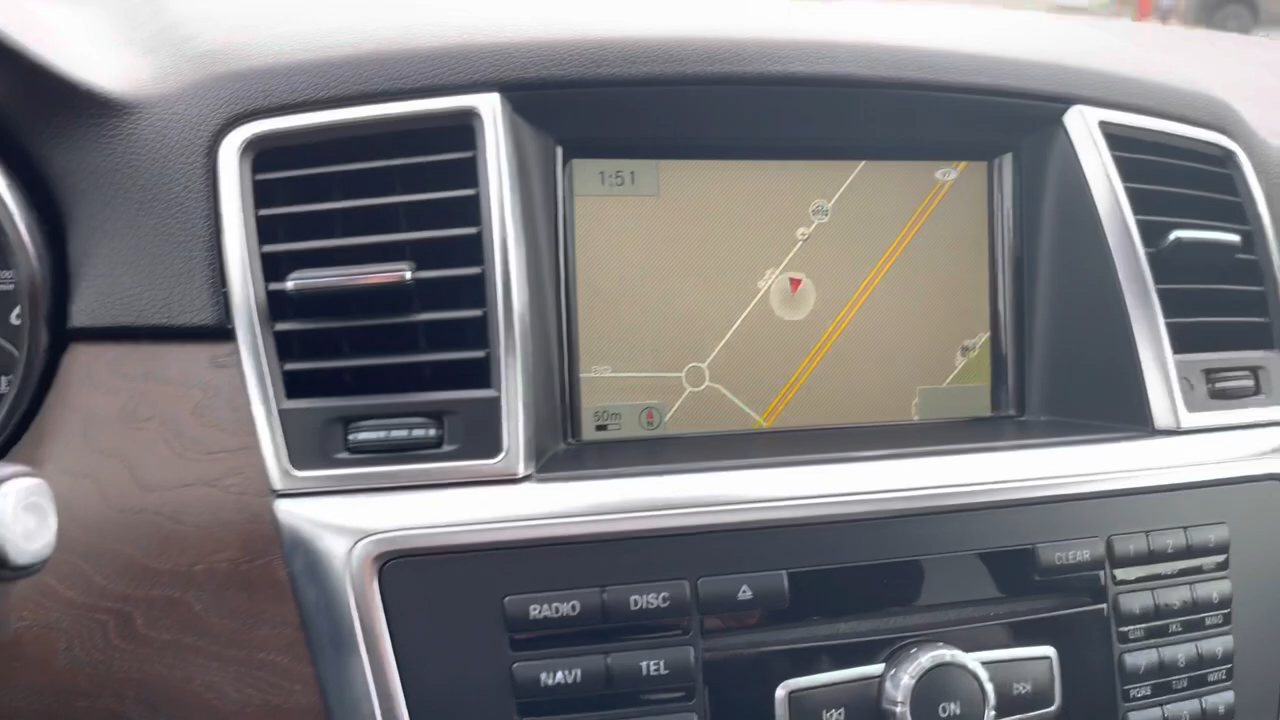 1:51
50m
CLEAR
1 2 3
RADIO DISC
4 5 6
GHI JKL MNO
NAVI TEL
7 8 9
PQRS TUV WXYZ
ON